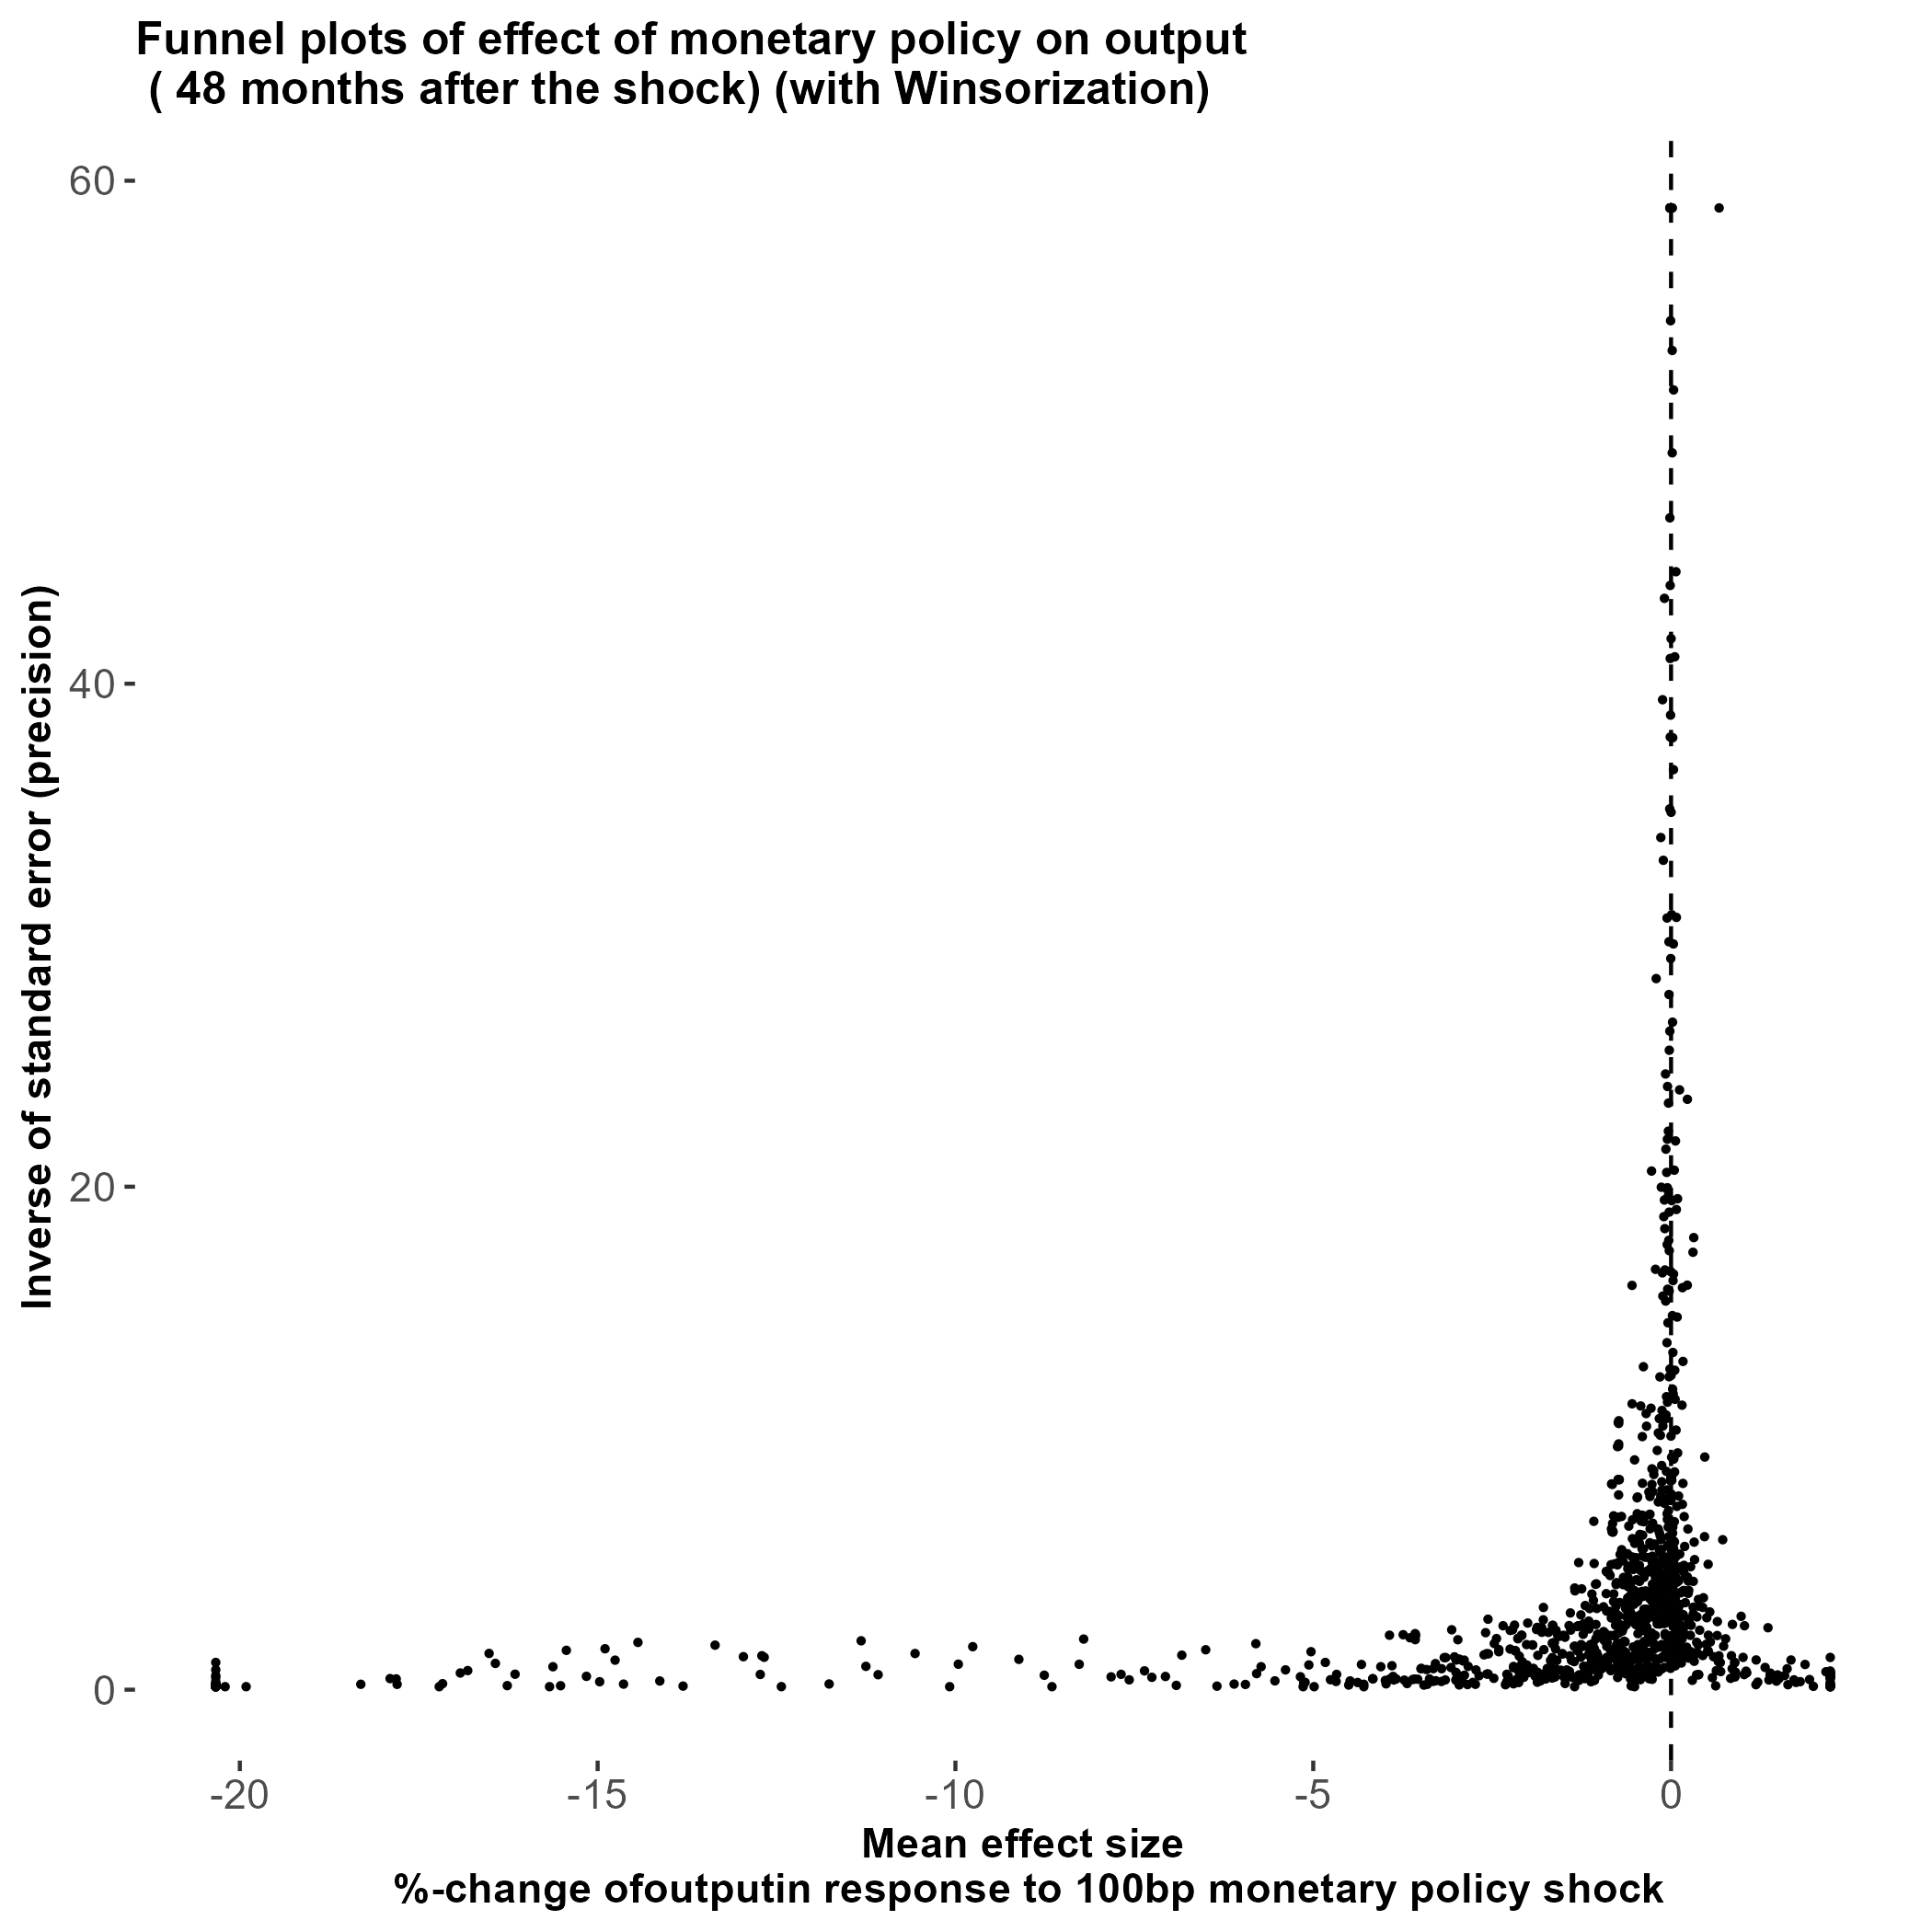 Funnel plots of effect of monetary policy on output
( 48 months after the shock) (with Winsorization)
60
40
20
0
Inverse of standard error (precision)
-20 -15 -10 -5 0
Mean effect size
%-change ofoutputin response to 100bp monetary policy shock